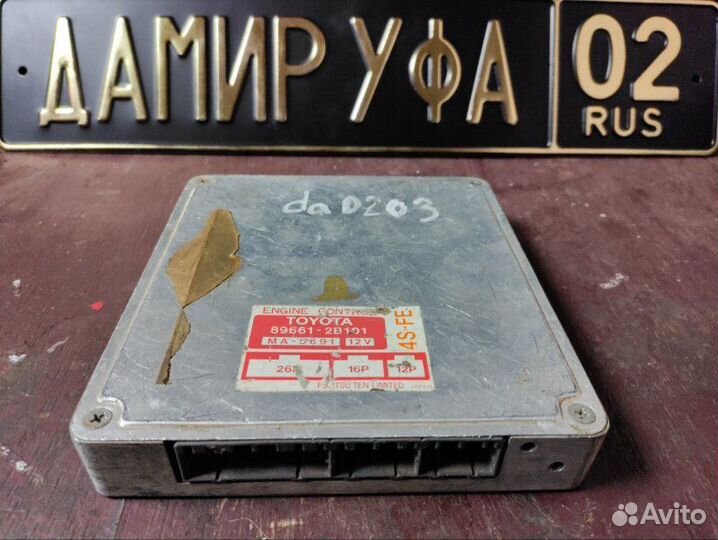 ДАМИР УФА 02
RUS
da D203
ENGINE CONTROL
TOYOTA
89661-2B191
MA-32691 12V
4S-FE
26P 16P 12P
FUJITSU TEN LIMITED JAPAN
Avito